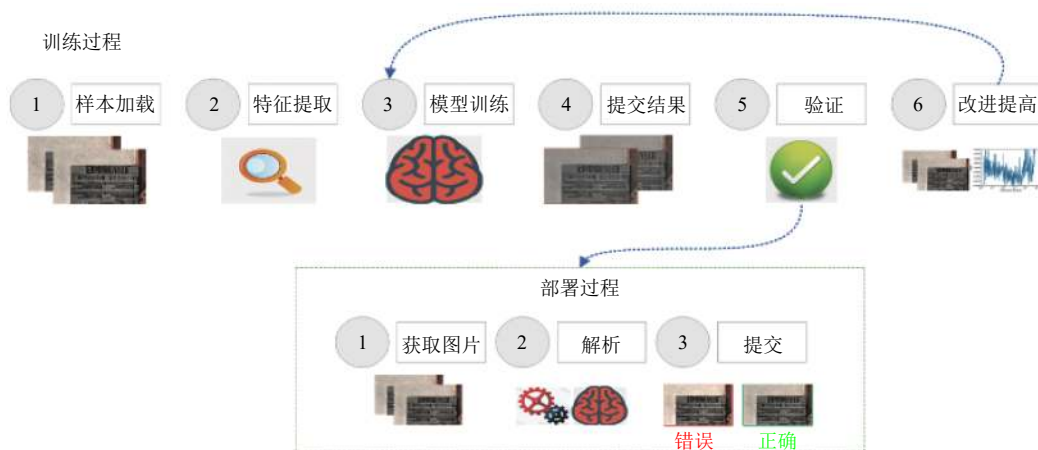 训练过程
1 样本加载 2 特征提取 3 模型训练 4 提交结果 5 验证 6 改进提高
部署过程
1 获取图片 2 解析 3 提交
错误 正确